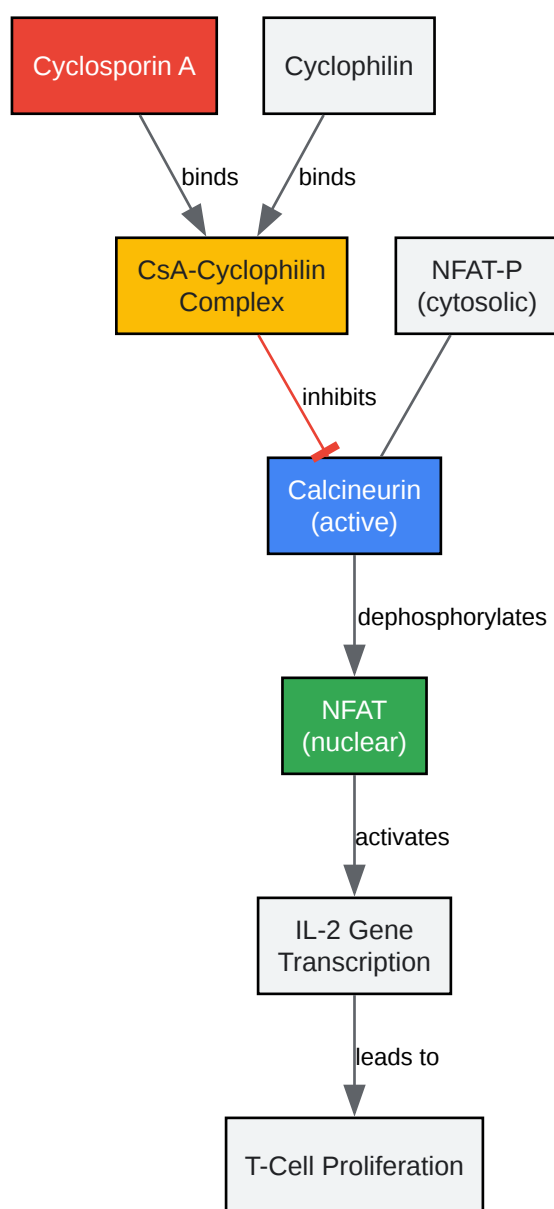 Cyclosporin A
Cyclophilin
binds
binds
CsA-Cyclophilin
Complex
NFAT-P
(cytosolic)
inhibits
Calcineurin
(active)
dephosphorylates
NFAT
(nuclear)
activates
IL-2 Gene
Transcription
leads to
T-Cell Proliferation